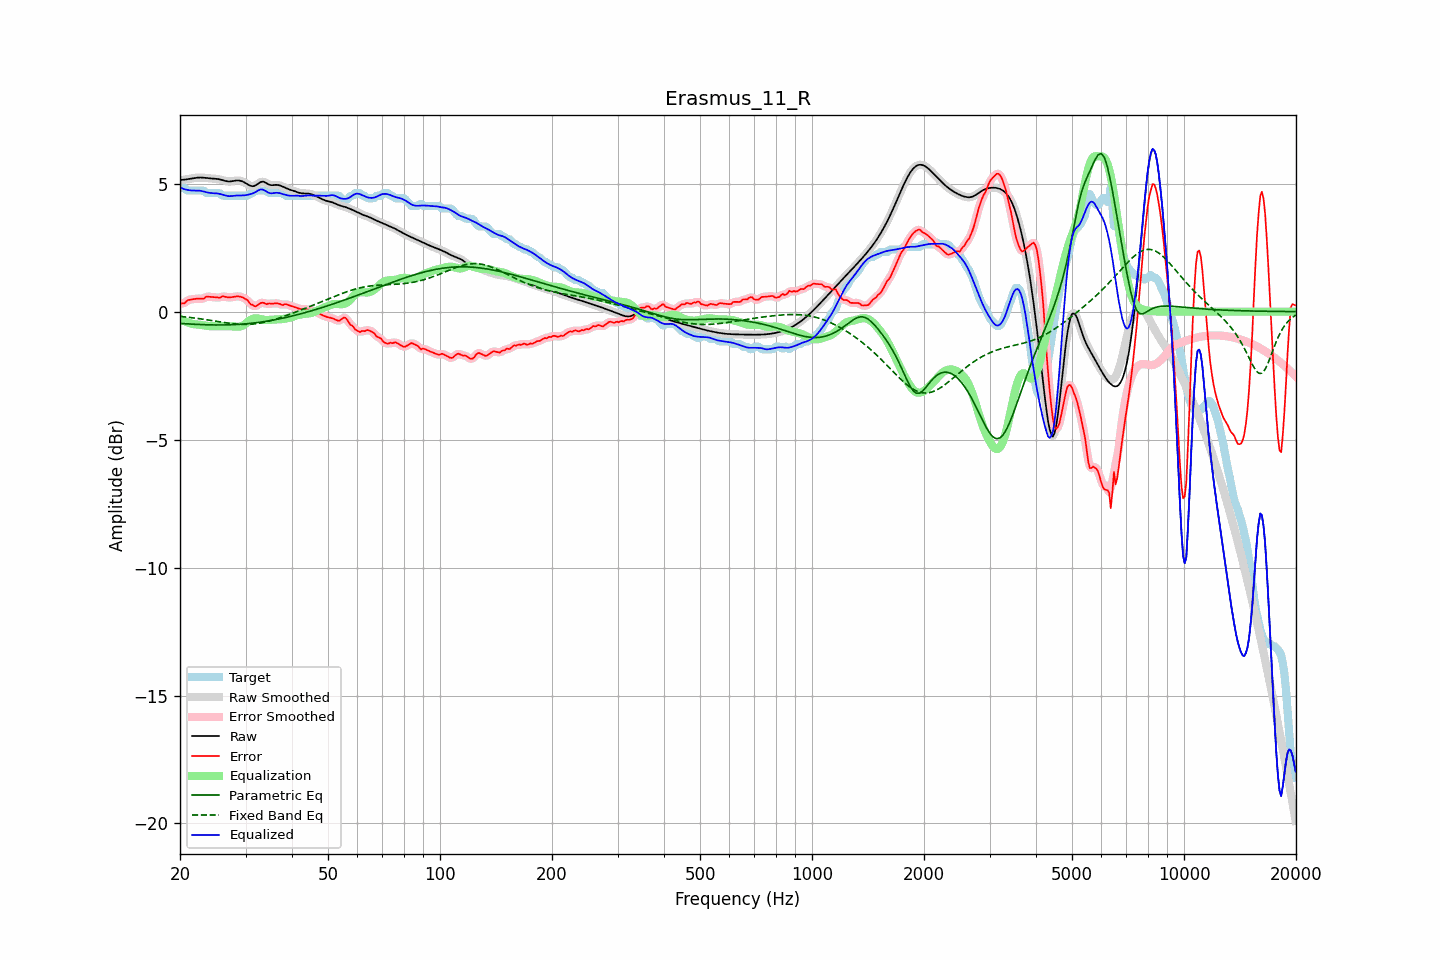 Erasmus_11_R
Amplitude (dBr)
5
0
−5
−10
−15
−20
Target
Raw Smoothed
Error Smoothed
Raw
Error
Equalization
Parametric Eq
Fixed Band Eq
Equalized
20 50 100 200 500 1000 2000 5000 10000 20000
Frequency (Hz)